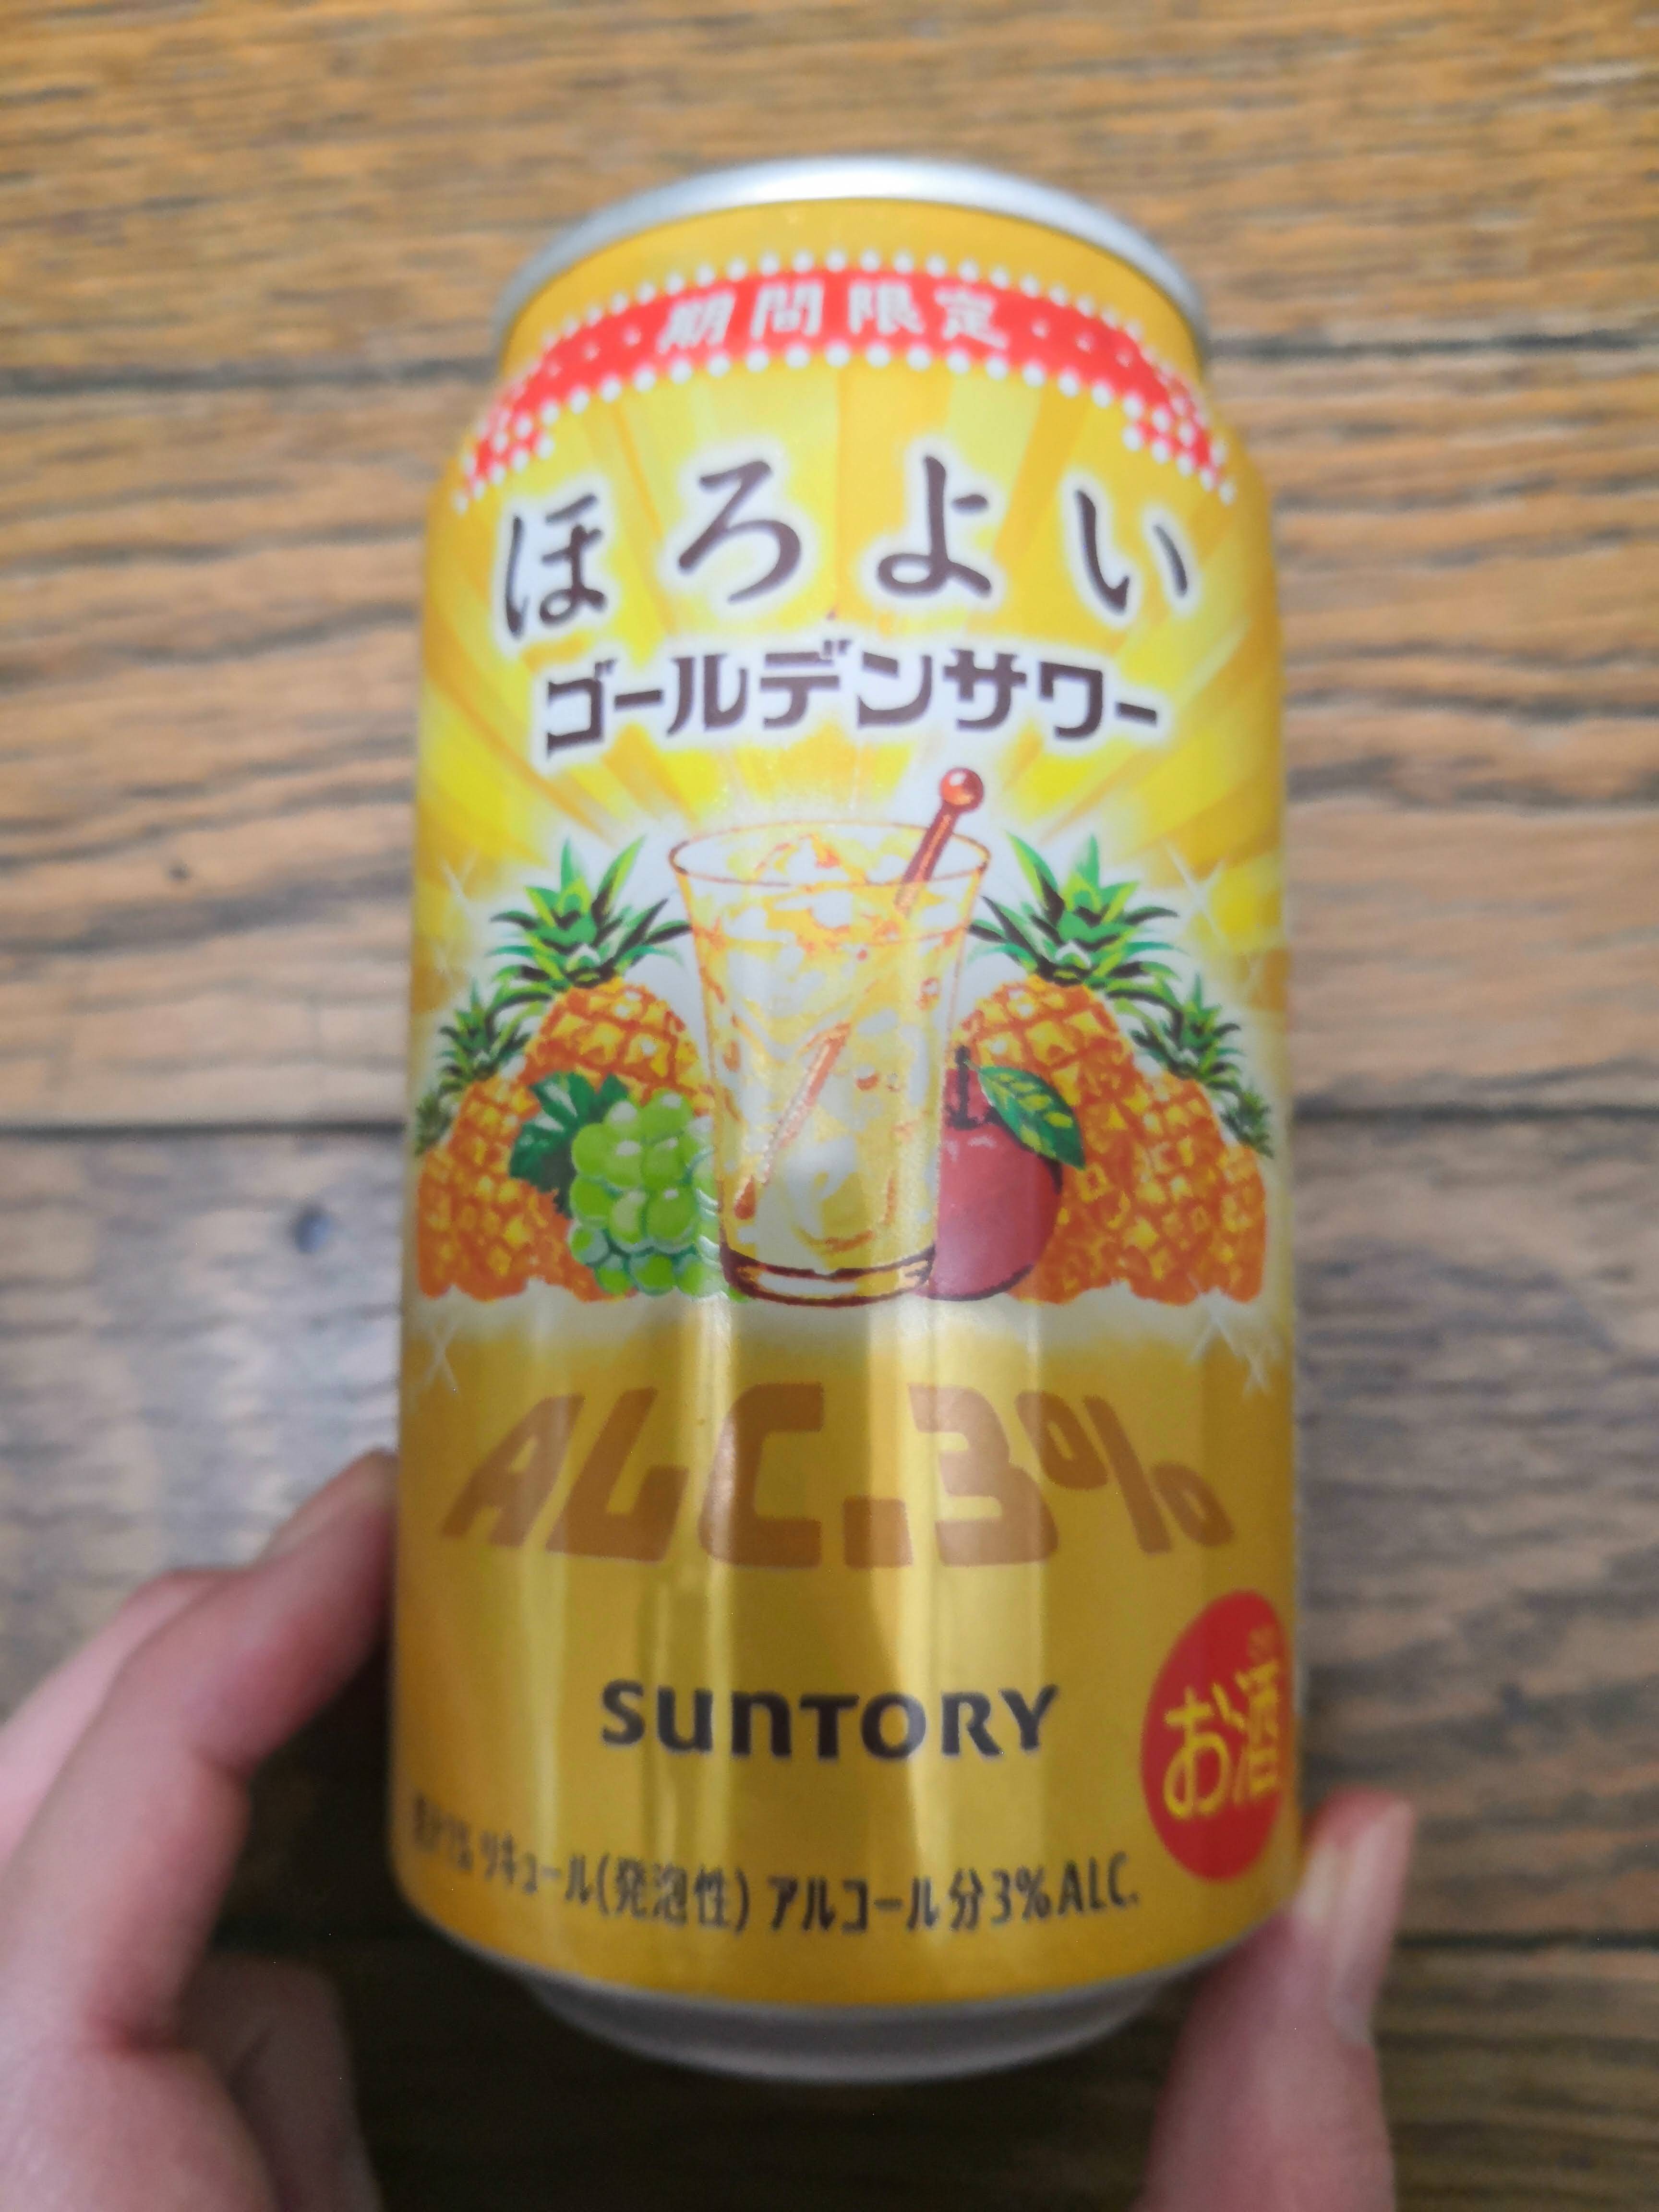 期間限定
ほろよい
ゴールデンサワー
ALC.3%
SUNTORY
お酒
リキュール(発泡性) アルコール分3%ALC.